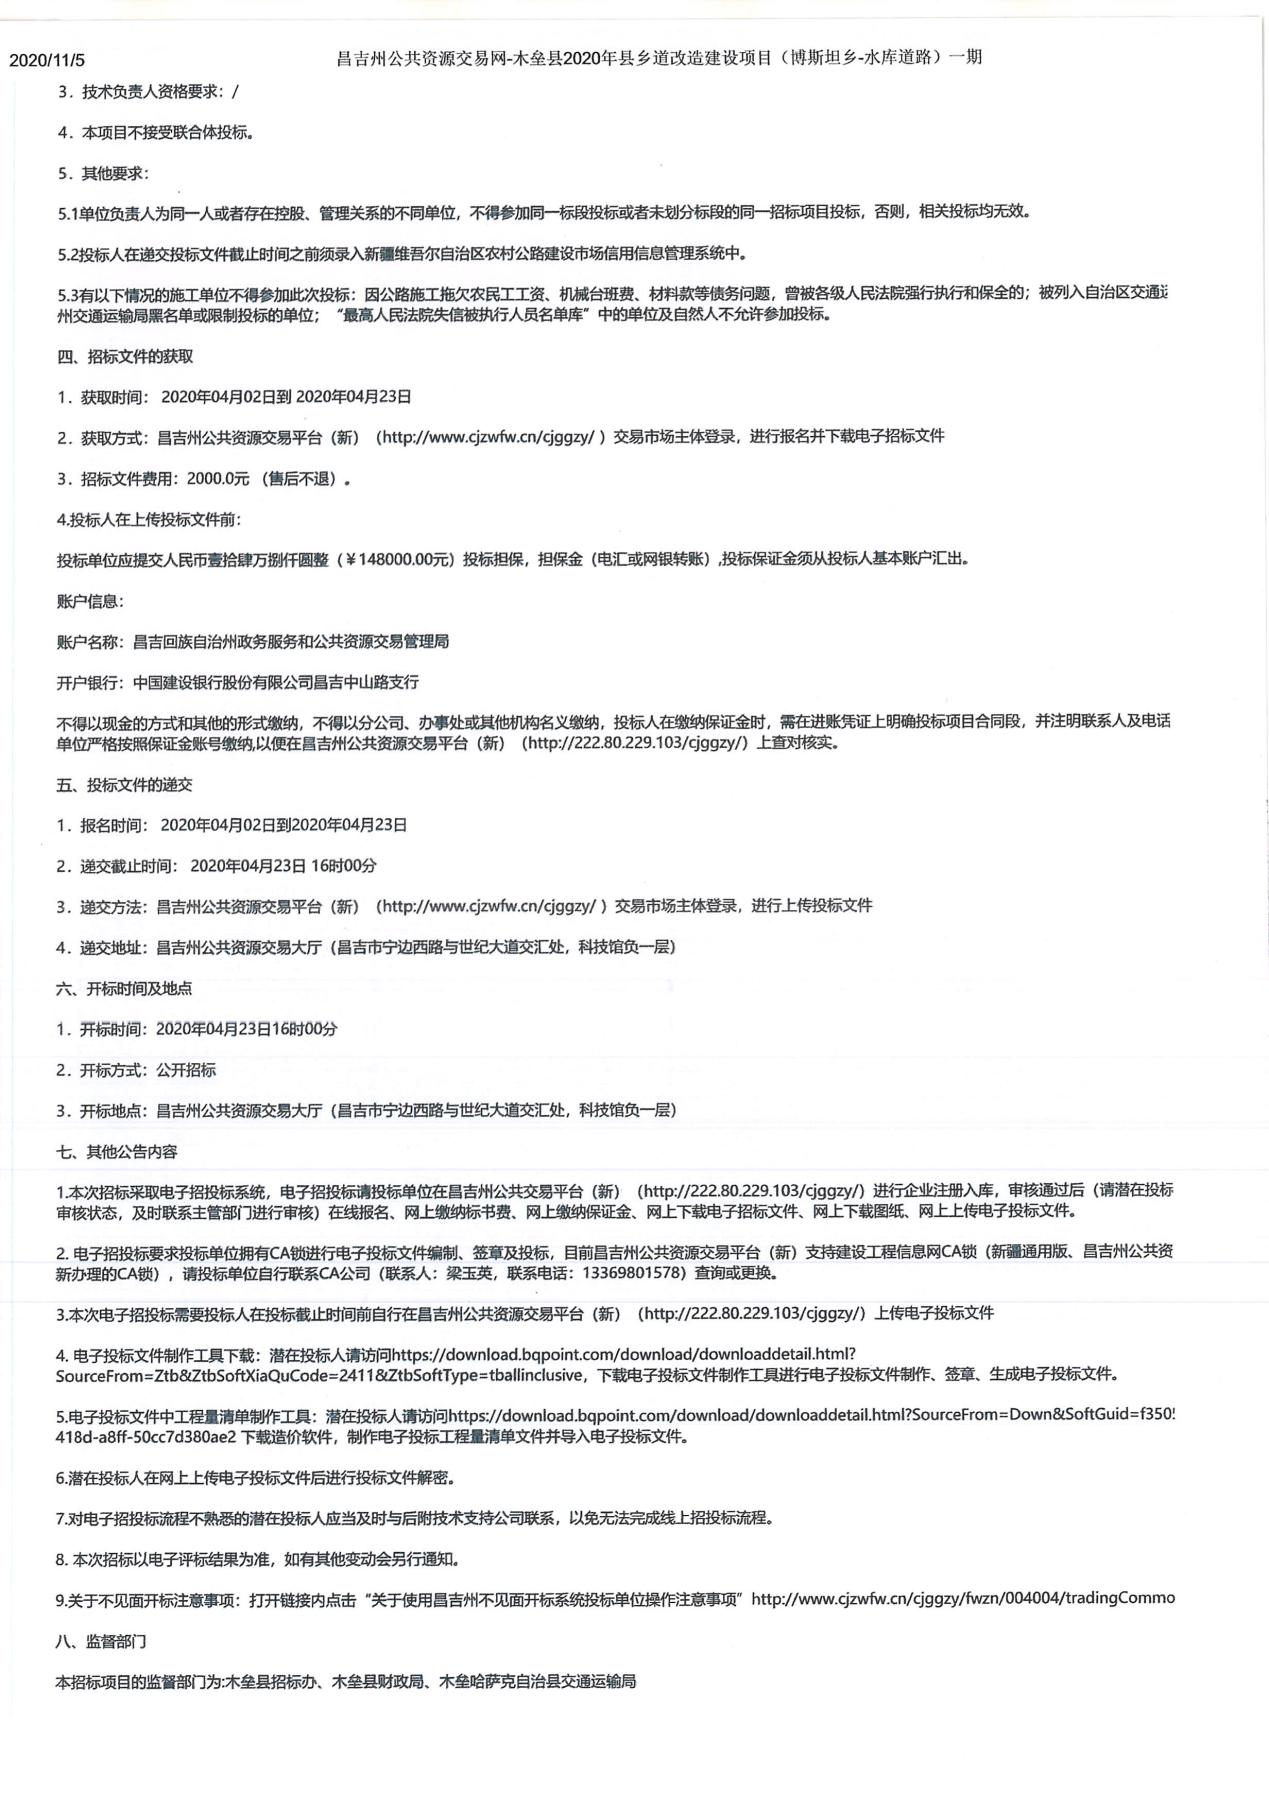 2020/11/5
昌吉州公共资源交易网-木垒县2020年县乡道改造建设项目（博斯坦乡-水库道路）一期
3．技术负责人资格要求：/
4．本项目不接受联合体投标。
5．其他要求：
5.1单位负责人为同一人或者存在控股、管理关系的不同单位，不得参加同一标段投标或者未划分标段的同一招标项目投标，否则，相关投标均无效。
5.2投标人在递交投标文件截止时间之前须录入新疆维吾尔自治区农村公路建设市场信用信息管理系统中。
5.3有以下情况的施工单位不得参加此次投标：因公路施工拖欠农民工工资、机械台班费、材料款等债务问题，曾被各级人民法院强行执行和保全的；被列入自治区交通运
州交通运输局黑名单或限制投标的单位；“最高人民法院失信被执行人员名单库”中的单位及自然人不允许参加投标。
四、招标文件的获取
1．获取时间： 2020年04月02日到 2020年04月23日
2．获取方式：昌吉州公共资源交易平台（新）（http://www.cjzwfw.cn/cjggzy/ ）交易市场主体登录，进行报名并下载电子招标文件
3．招标文件费用：2000.0元 （售后不退）。
4.投标人在上传投标文件前：
投标单位应提交人民币壹拾肆万捌仟圆整（￥148000.00元）投标担保，担保金（电汇或网银转账）,投标保证金须从投标人基本账户汇出。
账户信息：
账户名称：昌吉回族自治州政务服务和公共资源交易管理局
开户银行：中国建设银行股份有限公司昌吉中山路支行
不得以现金的方式和其他的形式缴纳，不得以分公司、办事处或其他机构名义缴纳，投标人在缴纳保证金时，需在进账凭证上明确投标项目合同段，并注明联系人及电话
单位严格按照保证金账号缴纳,以便在昌吉州公共资源交易平台（新）（http://222.80.229.103/cjggzy/）上查对核实。
五、投标文件的递交
1．报名时间： 2020年04月02日到2020年04月23日
2．递交截止时间： 2020年04月23日 16时00分
3．递交方法：昌吉州公共资源交易平台（新）（http://www.cjzwfw.cn/cjggzy/ ）交易市场主体登录，进行上传投标文件
4．递交地址：昌吉州公共资源交易大厅（昌吉市宁边西路与世纪大道交汇处，科技馆负一层）
六、开标时间及地点
1．开标时间：2020年04月23日16时00分
2．开标方式：公开招标
3．开标地点：昌吉州公共资源交易大厅（昌吉市宁边西路与世纪大道交汇处，科技馆负一层）
七、其他公告内容
1.本次招标采取电子招投标系统，电子招投标请投标单位在昌吉州公共交易平台（新）（http://222.80.229.103/cjggzy/）进行企业注册入库，审核通过后（请潜在投标
审核状态，及时联系主管部门进行审核）在线报名、网上缴纳标书费、网上缴纳保证金、网上下载电子招标文件、网上下载图纸、网上上传电子投标文件。
2. 电子招投标要求投标单位拥有CA锁进行电子投标文件编制、签章及投标，目前昌吉州公共资源交易平台（新）支持建设工程信息网CA锁（新疆通用版、昌吉州公共资
新办理的CA锁），请投标单位自行联系CA公司（联系人：梁玉英，联系电话：13369801578）查询或更换。
3.本次电子招投标需要投标人在投标截止时间前自行在昌吉州公共资源交易平台（新）（http://222.80.229.103/cjggzy/）上传电子投标文件
4. 电子投标文件制作工具下载：潜在投标人请访问https://download.bqpoint.com/download/downloaddetail.html?
SourceFrom=Ztb&ZtbSoftXiaQuCode=2411&ZtbSoftType=tballinclusive，下载电子投标文件制作工具进行电子投标文件制作、签章、生成电子投标文件。
5.电子投标文件中工程量清单制作工具：潜在投标人请访问https://download.bqpoint.com/download/downloaddetail.html?SourceFrom=Down&SoftGuid=f350
418d-a8ff-50cc7d380ae2 下载造价软件，制作电子投标工程量清单文件并导入电子投标文件。
6.潜在投标人在网上上传电子投标文件后进行投标文件解密。
7.对电子招投标流程不熟悉的潜在投标人应当及时与后附技术支持公司联系，以免无法完成线上招投标流程。
8. 本次招标以电子评标结果为准，如有其他变动会另行通知。
9.关于不见面开标注意事项：打开链接内点击“关于使用昌吉州不见面开标系统投标单位操作注意事项”http://www.cjzwfw.cn/cjggzy/fwzn/004004/tradingCommo
八、监督部门
本招标项目的监督部门为:木垒县招标办、木垒县财政局、木垒哈萨克自治县交通运输局